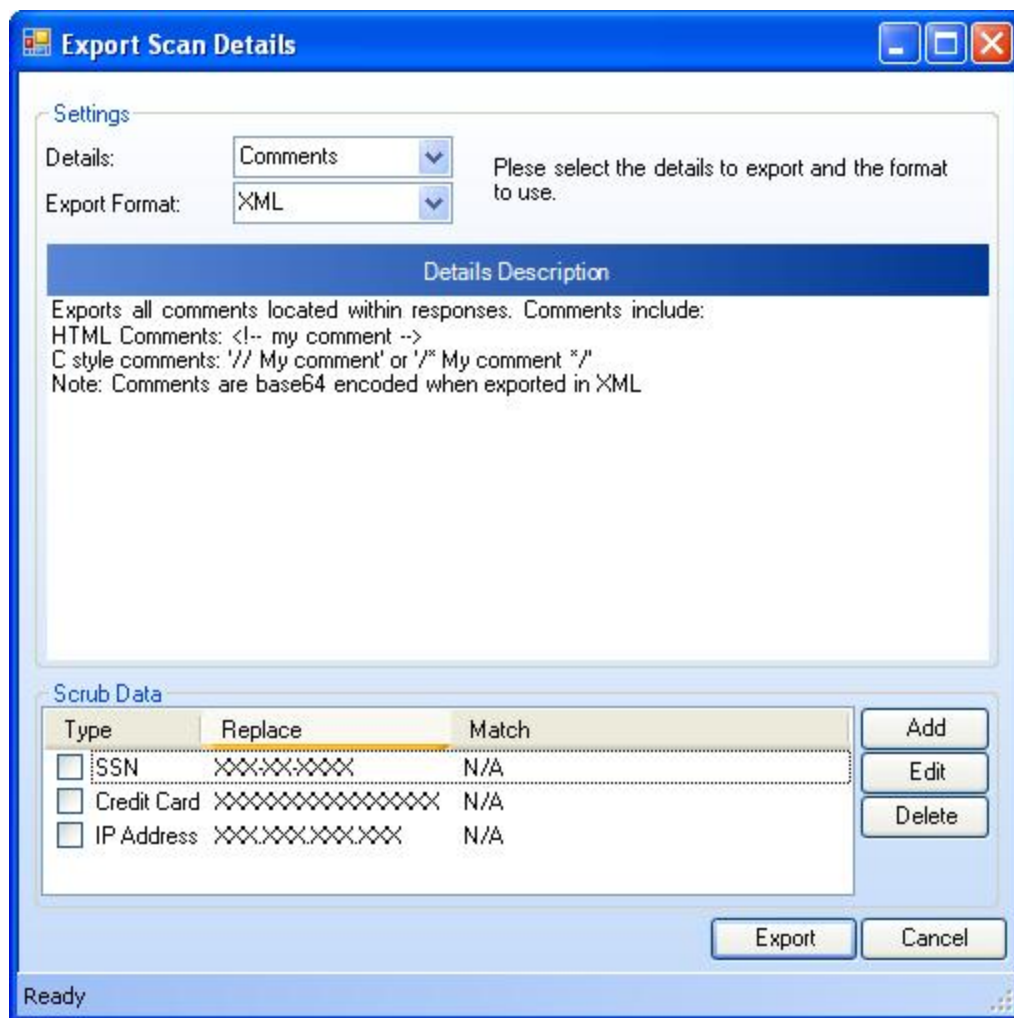 Export Scan Details
Settings
Details: Comments
Export Format: XML
Plese select the details to export and the format
to use.
Details Description
Exports all comments located within responses. Comments include:
HTML Comments: <!-- my comment -->
C style comments: '// My comment' or '/* My comment */'
Note: Comments are base64 encoded when exported in XML
Scrub Data
Type Replace Match
SSN XXX-XX-XXXX N/A
Credit Card XXXXXXXXXXXXXXXX N/A
IP Address XXX.XXX.XXX.XXX N/A
Add
Edit
Delete
Export Cancel
Ready